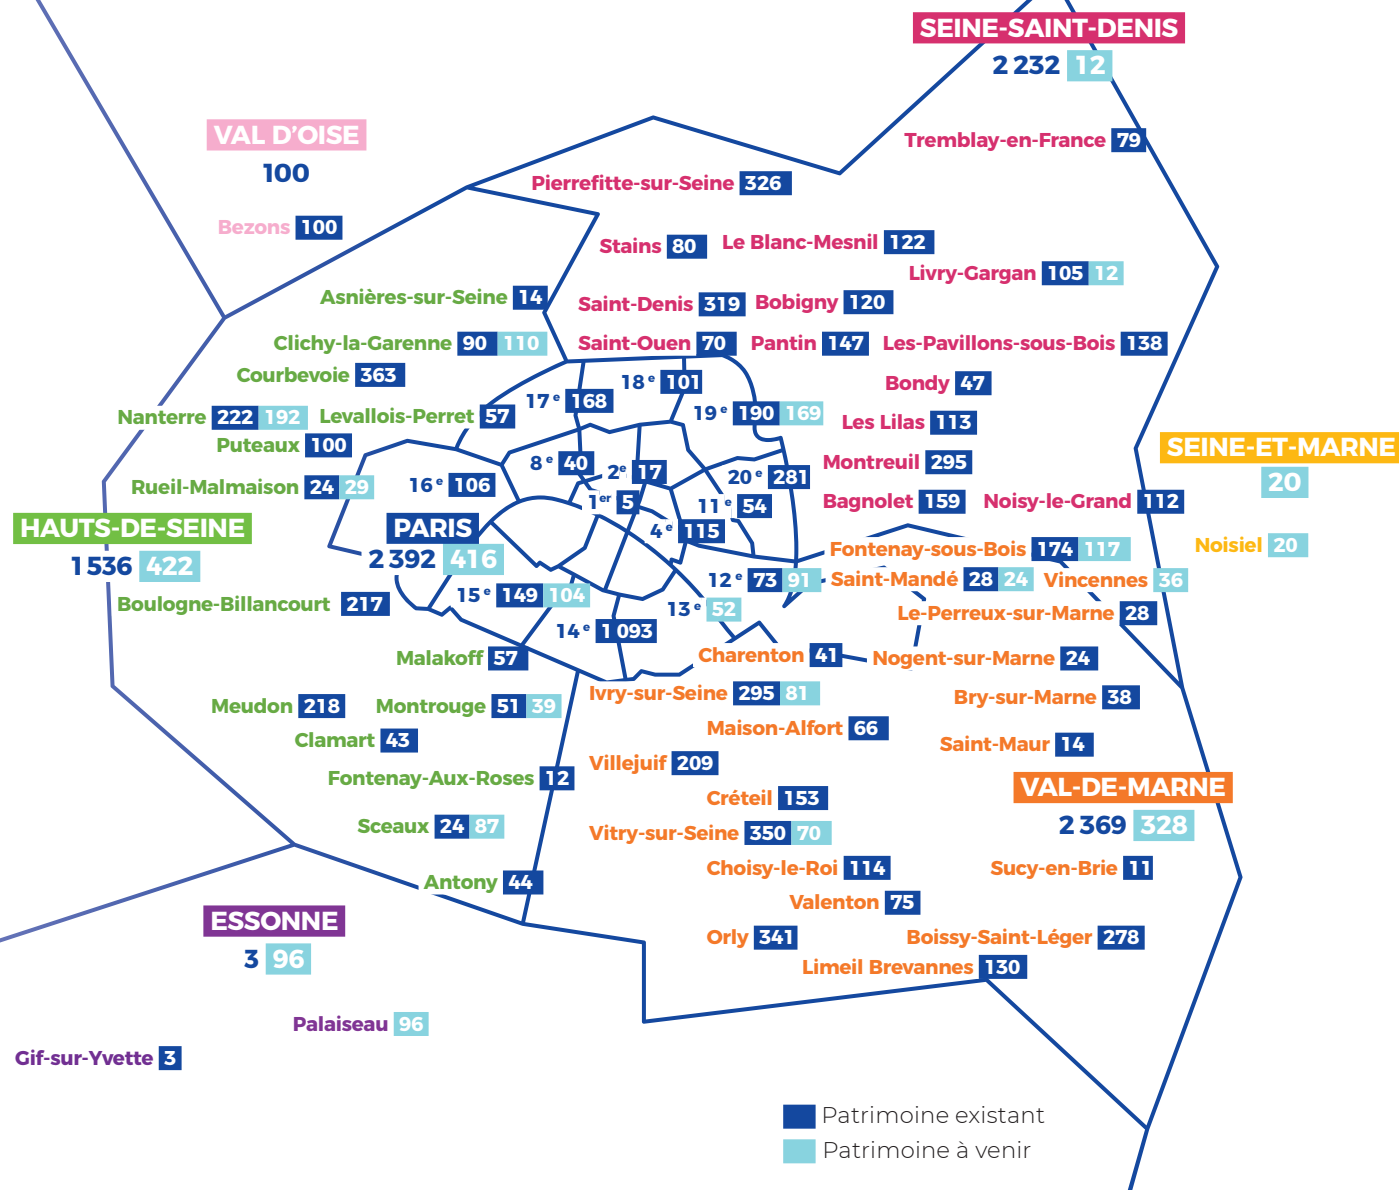 SEINE-SAINT-DENIS
2 232 12
VAL D'OISE
100
Bezons 100
Tremblay-en-France 79
Pierrefitte-sur-Seine 326
Stains 80
Le Blanc-Mesnil 122
Livry-Gargan 105 12
Asnières-sur-Seine 14
Saint-Denis 319
Bobigny 120
Clichy-la-Garenne 90 110
Saint-Ouen 70
Pantin 147
Les-Pavillons-sous-Bois 138
Courbevoie 363
18e 101
Bondy 47
17e 168
19e 190 169
Nanterre 222 192
Levallois-Perret 57
Les Lilas 113
Puteaux 100
SEINE-ET-MARNE
20
8e 40
2e 17
Montreuil 295
20e 281
Rueil-Malmaison 24 29
16e 106
1er 5
11e 54
Bagnolet 159
Noisy-le-Grand 112
HAUTS-DE-SEINE
1 536 422
PARIS
2 392 416
4e 115
Fontenay-sous-Bois 174 117
Noisiel 20
12e 73 91
Saint-Mandé 28 24
Vincennes 36
Boulogne-Billancourt 217
15e 149 104
13e 52
Le-Perreux-sur-Marne 28
14e 1 093
Malakoff 57
Charenton 41
Nogent-sur-Marne 24
Meudon 218
Montrouge 51 39
Ivry-sur-Seine 295 81
Bry-sur-Marne 38
Clamart 43
Maison-Alfort 66
Saint-Maur 14
Fontenay-Aux-Roses 12
Villejuif 209
VAL-DE-MARNE
2 369 328
Créteil 153
Sceaux 24 87
Vitry-sur-Seine 350 70
Choisy-le-Roi 114
Sucy-en-Brie 11
Antony 44
Valenton 75
ESSONNE
3 96
Orly 341
Boissy-Saint-Léger 278
Limeil Brevannes 130
Palaiseau 96
Gif-sur-Yvette 3
Patrimoine existant
Patrimoine à venir